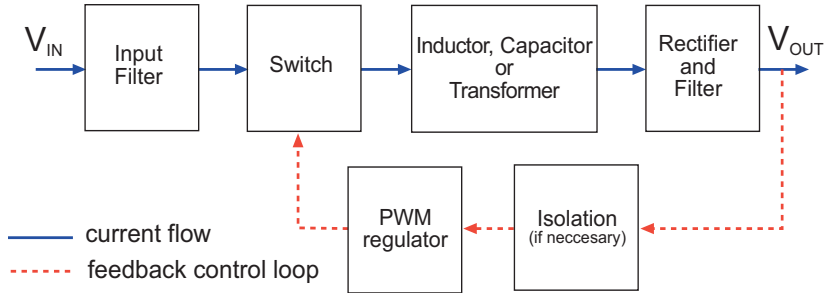 VIN
Input
Filter
Switch
Inductor, Capacitor
or
Transformer
Rectifier
and
Filter
VOUT
PWM
regulator
Isolation
(if neccesary)
current flow
feedback control loop